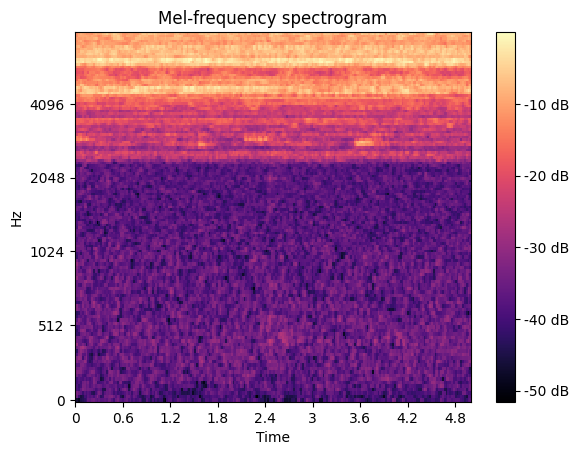 Mel-frequency spectrogram
Hz
4096
2048
1024
512
0
0 0.6 1.2 1.8 2.4 3 3.6 4.2 4.8
Time
-10 dB
-20 dB
-30 dB
-40 dB
-50 dB